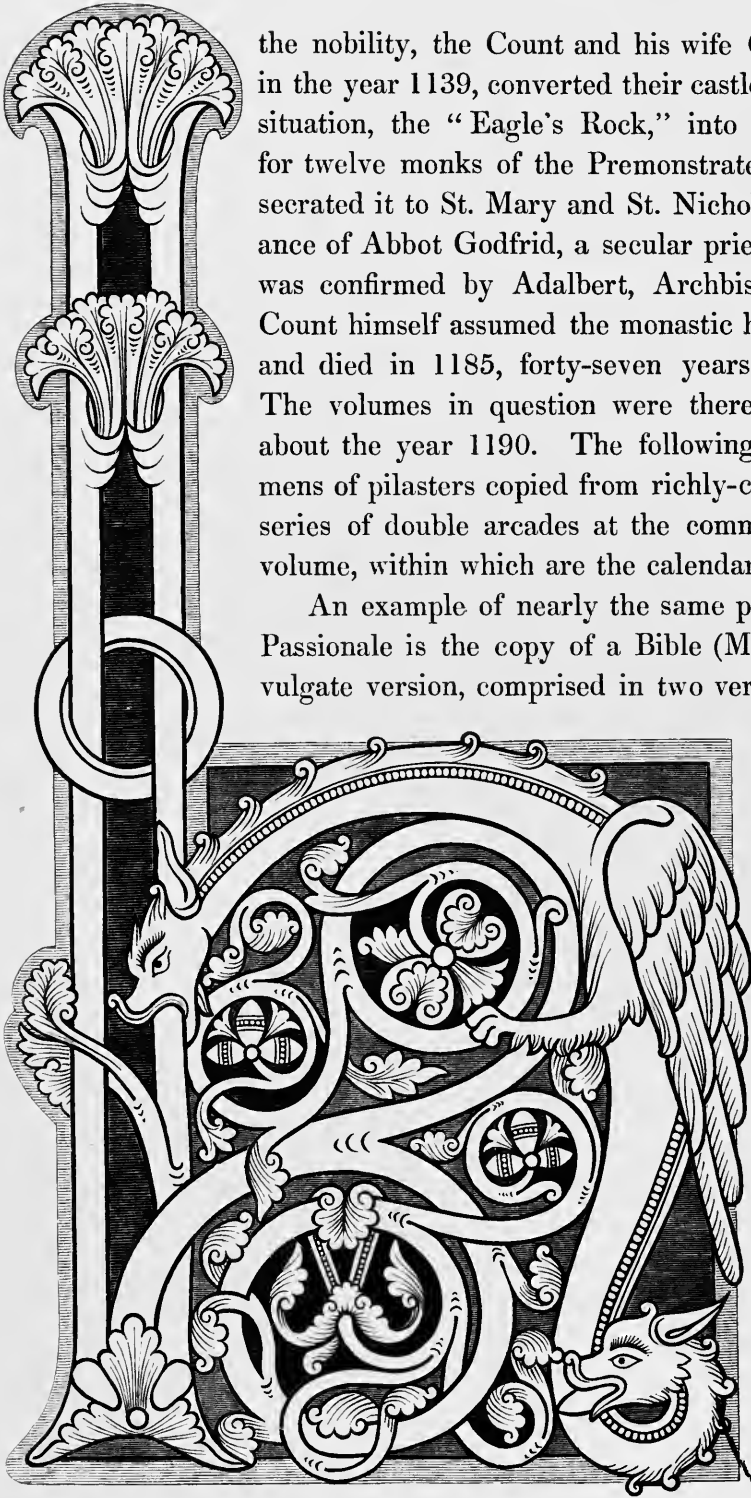 the nobility, the Count and his wife
in the year 1139, converted their castl
situation, the “Eagle's Rock,” into
for twelve monks of the Premonstrate
secrated it to St. Mary and St. Nicho
ance of Abbot Godfrid, a secular prie
was confirmed by Adalbert, Archbis
Count himself assumed the monastic
and died in 1185, forty-seven years
The volumes in question were there
about the year 1190. The following
mens of pilasters copied from richly-c
series of double arcades at the comm
volume, within which are the calendar
An example of nearly the same p
Passionale is the copy of a Bible (M
vulgate version, comprised in two ver